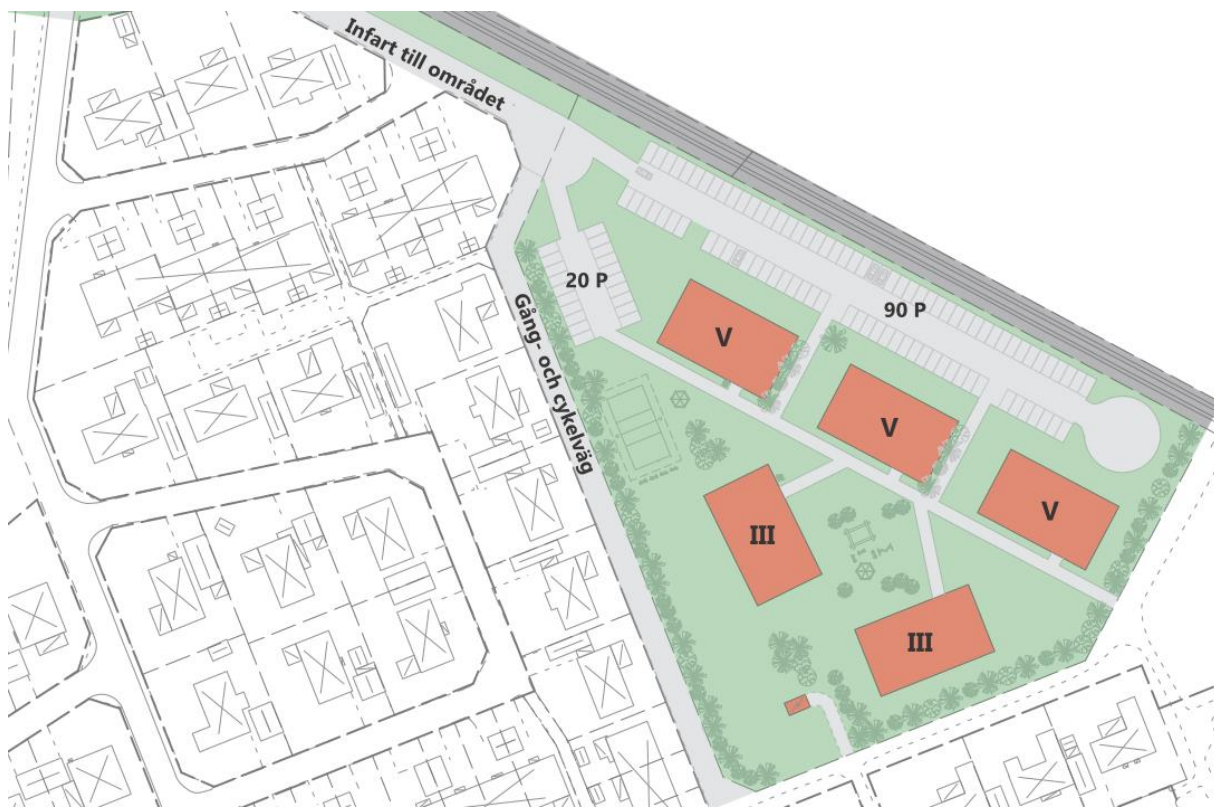 Infart till området
20 P
90 P
Gång- och cykelväg
V
V
V
III
III